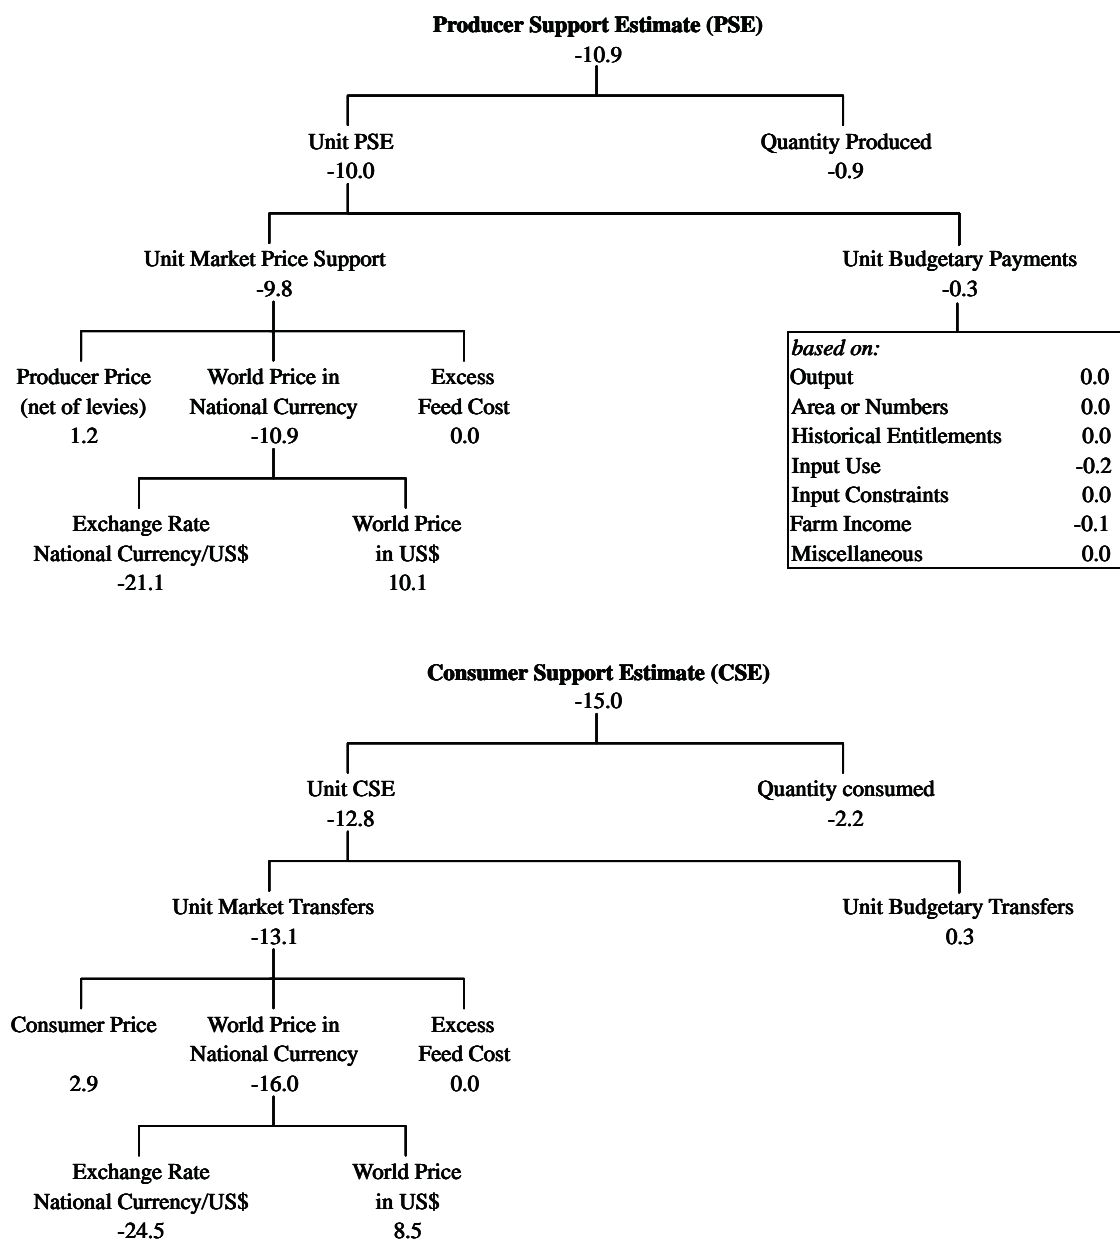 Producer Support Estimate (PSE)
-10.9
Unit PSE
Quantity Produced
-10.0
-0.9
Unit Market Price Support
Unit Budgetary Payments
-9.8
-0.3
based on:
Output 0.0
Area or Numbers 0.0
Historical Entitlements 0.0
Input Use -0.2
Input Constraints 0.0
Farm Income -0.1
Miscellaneous 0.0
Producer Price
(net of levies)
1.2
World Price in
National Currency
-10.9
Excess
Feed Cost
0.0
Exchange Rate
National Currency/US$
-21.1
World Price
in US$
10.1
Consumer Support Estimate (CSE)
-15.0
Unit CSE
Quantity consumed
-12.8
-2.2
Unit Market Transfers
Unit Budgetary Transfers
-13.1
0.3
Consumer Price
2.9
World Price in
National Currency
-16.0
Excess
Feed Cost
0.0
Exchange Rate
National Currency/US$
-24.5
World Price
in US$
8.5